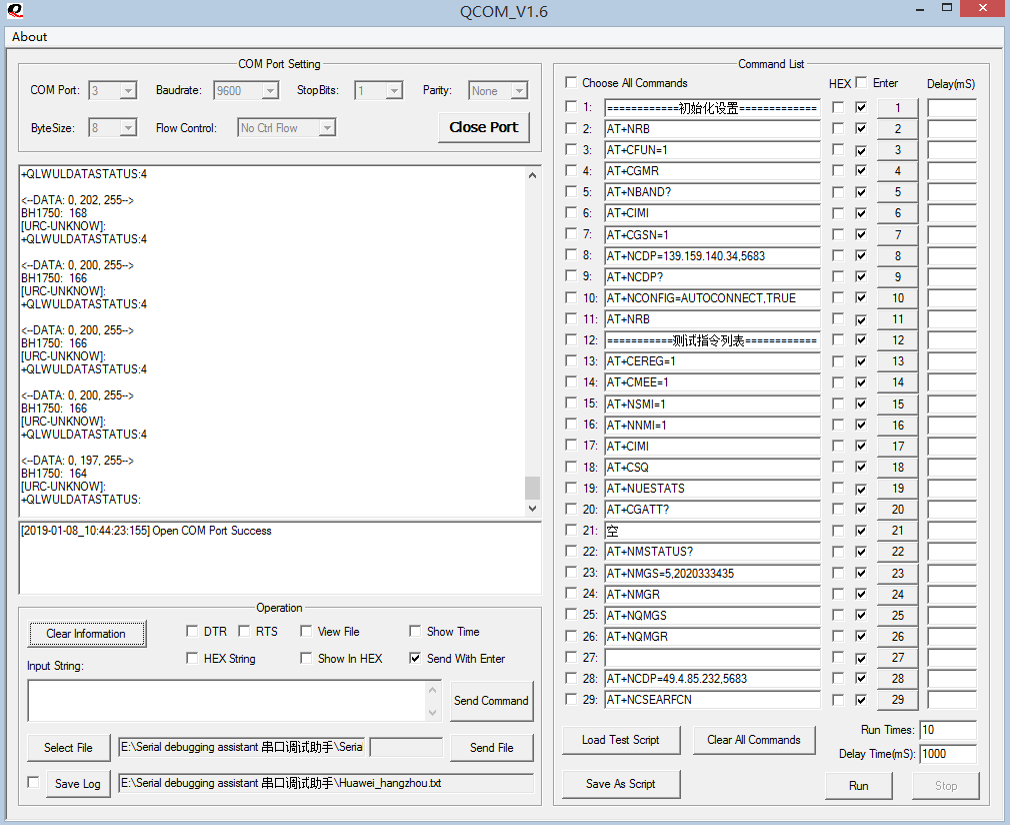 QCOM_V1.6
About
COM Port Setting
COM Port: 3 Baudrate: 9600 StopBits: 1 Parity: None
ByteSize: 8 Flow Control: No Ctrl Flow Close Port
+QLWULDATASTATUS:4
<--DATA: 0, 202, 255-->
BH1750: 168
[URC-UNKNOW]:
+QLWULDATASTATUS:4
<--DATA: 0, 200, 255-->
BH1750: 166
[URC-UNKNOW]:
+QLWULDATASTATUS:4
<--DATA: 0, 200, 255-->
BH1750: 166
[URC-UNKNOW]:
+QLWULDATASTATUS:4
<--DATA: 0, 200, 255-->
BH1750: 166
[URC-UNKNOW]:
+QLWULDATASTATUS:4
<--DATA: 0, 197, 255-->
BH1750: 164
[URC-UNKNOW]:
+QLWULDATASTATUS:
[2019-01-08_10:44:23:155] Open COM Port Success
Operation
Clear Information DTR RTS View File Show Time
HEX String Show In HEX Send With Enter
Input String:
Send Command
Select File E:\Serial debugging assistant 串口调试助手\Serial Send File
Save Log E:\Serial debugging assistant 串口调试助手\Huawei_hangzhou.txt
Command List
Choose All Commands HEX Enter Delay(mS)
1: ============初始化设置============= 1
2: AT+NRB 2
3: AT+CFUN=1 3
4: AT+CGMR 4
5: AT+NBAND? 5
6: AT+CIMI 6
7: AT+CGSN=1 7
8: AT+NCDP=139.159.140.34,5683 8
9: AT+NCDP? 9
10: AT+NCONFIG=AUTOCONNECT,TRUE 10
11: AT+NRB 11
12: ===========测试指令列表============ 12
13: AT+CEREG=1 13
14: AT+CMEE=1 14
15: AT+NSMI=1 15
16: AT+NNMI=1 16
17: AT+CIMI 17
18: AT+CSQ 18
19: AT+NUESTATS 19
20: AT+CGATT? 20
21: 空 21
22: AT+NMSTATUS? 22
23: AT+NMGS=5,2020333435 23
24: AT+NMGR 24
25: AT+NQMGS 25
26: AT+NQMGR 26
27: 27
28: AT+NCDP=49.4.85.232,5683 28
29: AT+NCSEARFCN 29
Load Test Script Clear All Commands Run Times: 10
Delay Time(mS): 1000
Save As Script Run Stop